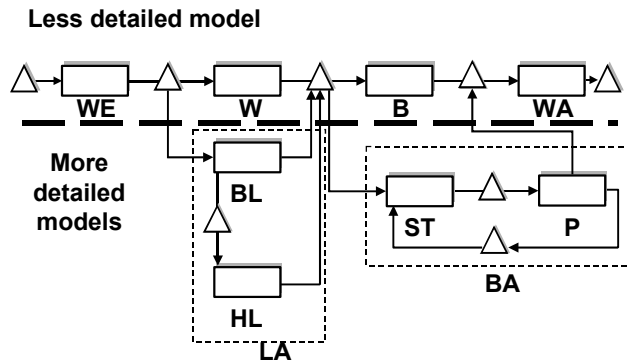 Less detailed model
WE
W
B
WA
More
detailed
models
BL
HL
LA
ST
P
BA